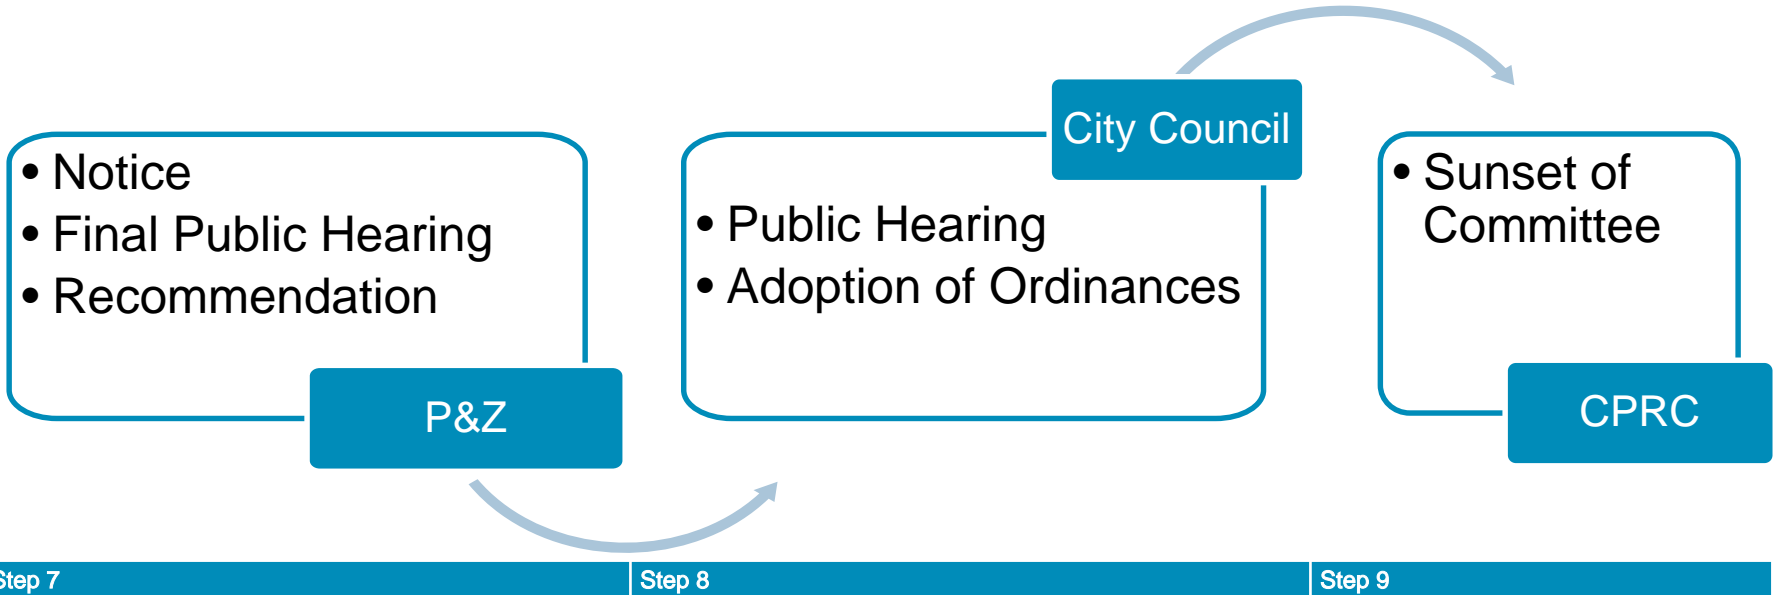 • Notice
• Final Public Hearing
• Recommendation
P&Z
City Council
• Public Hearing
• Adoption of Ordinances
• Sunset of
Committee
CPRC
Step 7
Step 8
Step 9